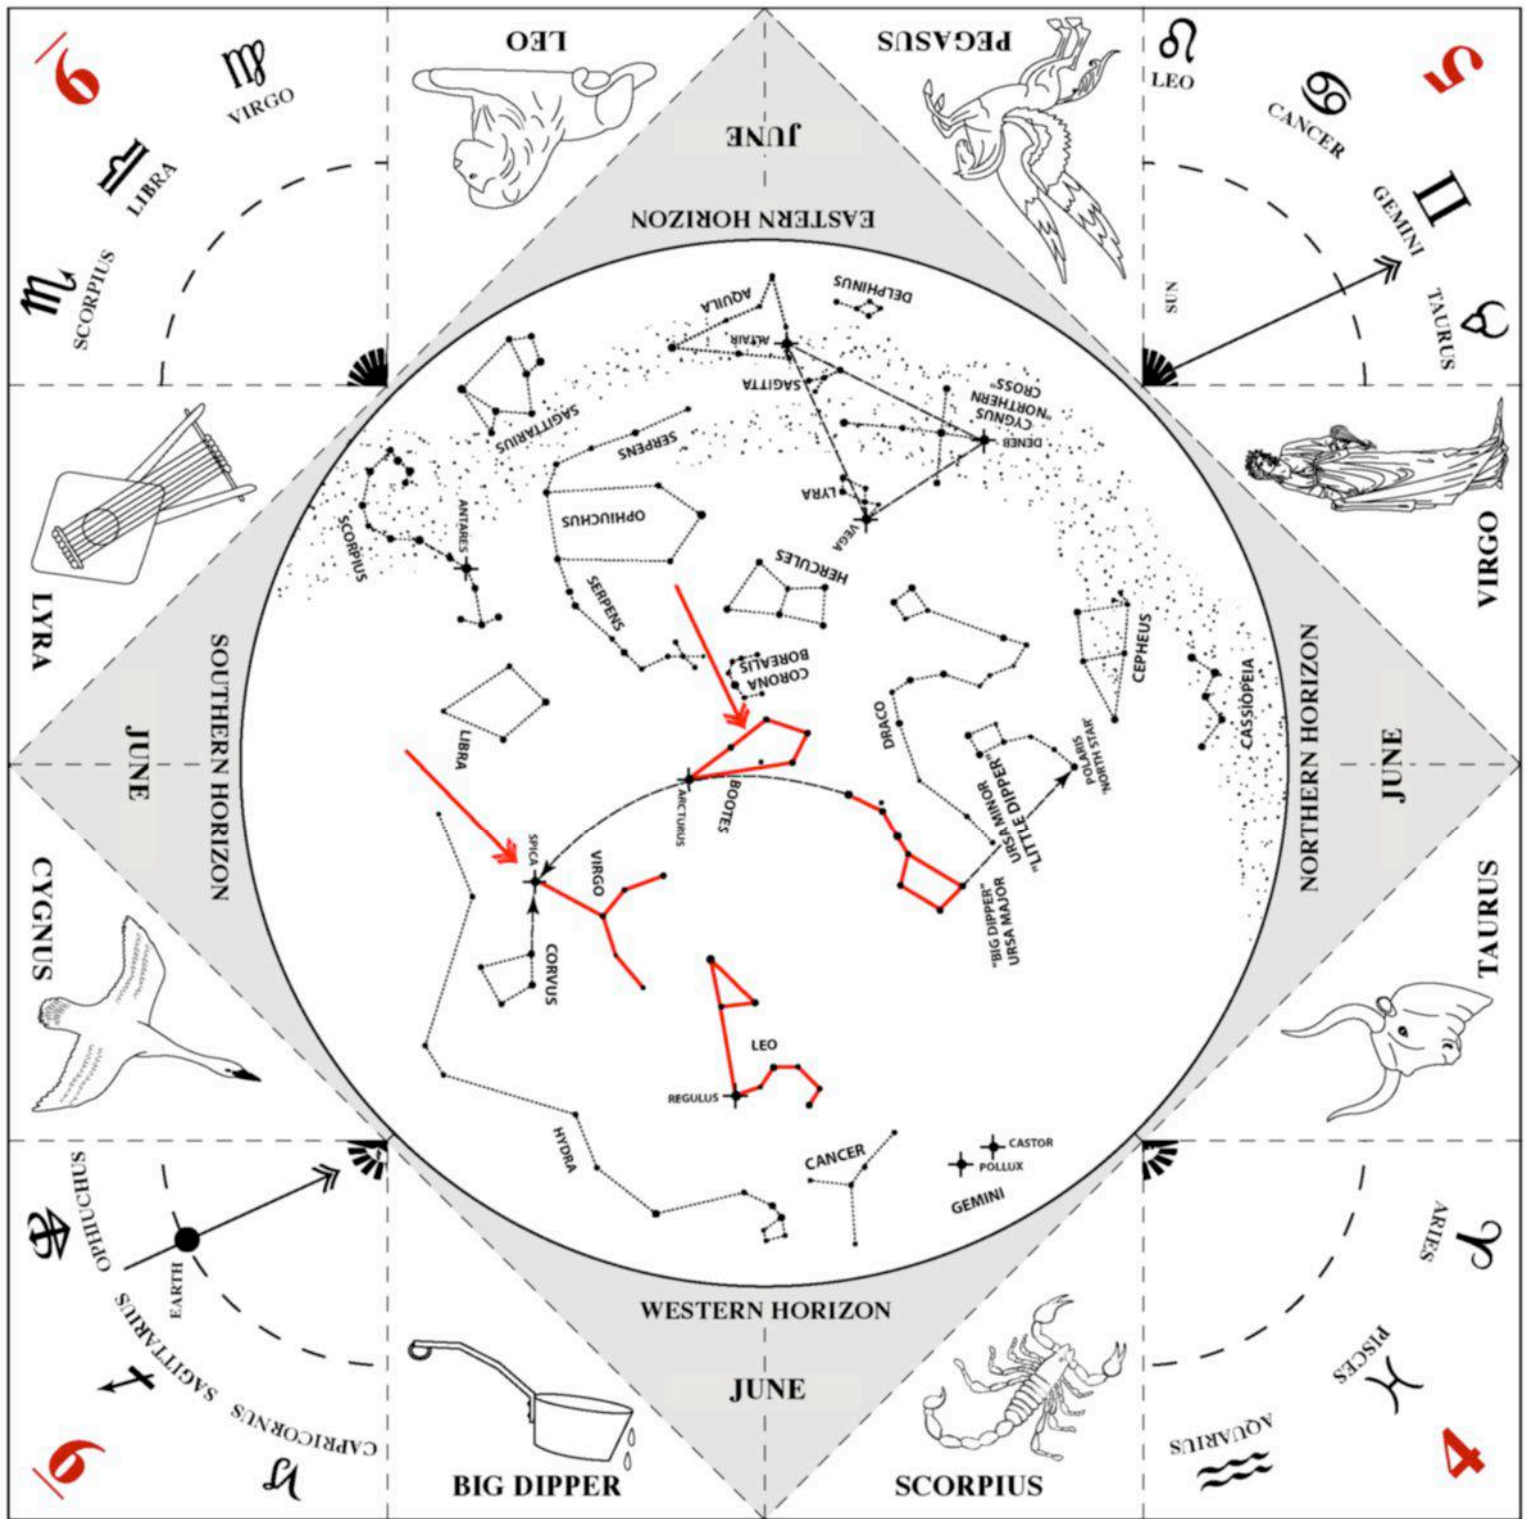 LEO
PEGASUS
6
VIRGO
LIBRA
SCORPIUS
LEO
CANCER
GEMINI
TAURUS
SUN
5
JUNE
EASTERN HORIZON
AQUILA
DELPHINUS
ALTAIR
SAGITTA
CYGNUS
"NORTHERN
CROSS"
DENEB
SAGITTARIUS
SERPENS
LYRA
VEGA
ANTARES
SCORPIUS
OPHIUCHUS
HERCULES
SERPENS
CORONA
BOREALIS
CEPHEUS
CASSIOPEIA
DRACO
LIBRA
POLARIS
"NORTH STAR"
URSA MINOR
"LITTLE DIPPER"
BOOTES
ARCTURUS
SPICA
VIRGO
"BIG DIPPER"
URSA MAJOR
CORVUS
LEO
REGULUS
HYDRA
CANCER
CASTOR
POLLUX
GEMINI
LYRA
JUNE
SOUTHERN HORIZON
CYGNUS
VIRGO
NORTHERN HORIZON
JUNE
TAURUS
OPHIUCHUS
EARTH
SAGITTARIUS
CAPRICORNUS
6
WESTERN HORIZON
JUNE
BIG DIPPER
SCORPIUS
ARIES
PISCES
AQUARIUS
4